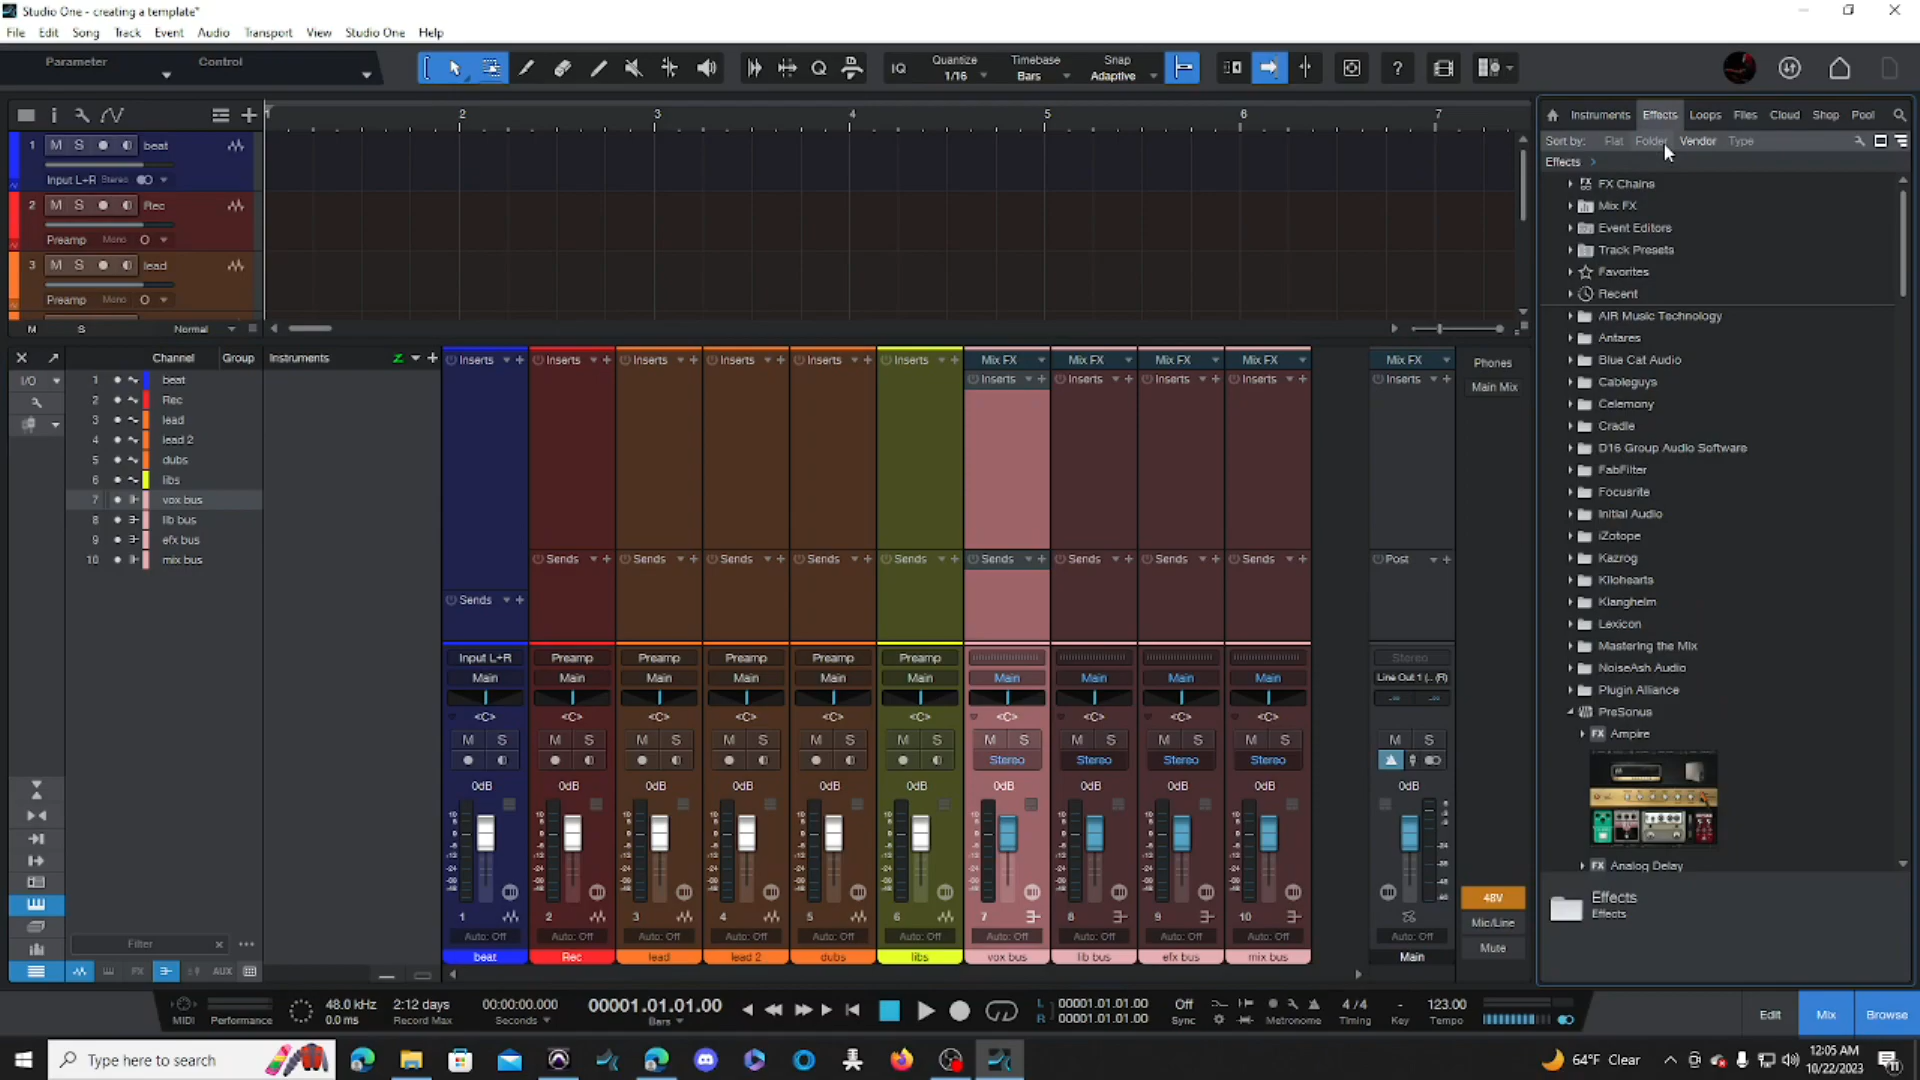 Studio One - creating a template*
File Edit Song Track Event Audio Transport View Studio One Help
Parameter Control
IQ Quantize 1/16 Timebase Bars Snap Adaptive ?
1 2 3 4 5 6 7
1 M S beat
Input L+R Stereo
2 M S Rec
Preamp Mono
3 M S lead
Preamp Mono
M S Normal
Channel Group Instruments Z
I/O
1 beat
2 Rec
3 lead
4 lead 2
5 dubs
6 libs
7 vox bus
8 lib bus
9 efx bus
10 mix bus
Filter
FX AUX
Inserts Inserts Inserts Inserts Inserts Inserts Mix FX Mix FX Mix FX Mix FX Mix FX Phones
Inserts Inserts Inserts Inserts Inserts Main Mix
Sends Sends Sends Sends Sends Sends Sends Sends Sends Post
Sends
Input L+R Preamp Preamp Preamp Preamp Preamp Stereo
Main Main Main Main Main Main Main Main Main Main Line Out 1 (.. (R)
<C> <C> <C> <C> <C> <C> <C> <C> <C> <C>
M S M S M S M S M S M S M S M S M S M S M S
Stereo Stereo Stereo Stereo
0dB 0dB 0dB 0dB 0dB 0dB 0dB 0dB 0dB 0dB 0dB
1 2 3 4 5 6 7 8 9 10
Auto: Off Auto: Off Auto: Off Auto: Off Auto: Off Auto: Off Auto: Off Auto: Off Auto: Off Auto: Off Auto: Off
beat Rec lead lead 2 dubs libs vox bus lib bus efx bus mix bus Main
48V
Mic/Line
Mute
Instruments Effects Loops Files Cloud Shop Pool
Sort by: Flat Folder Vendor Type
Effects
FX Chains
Mix FX
Event Editors
Track Presets
Favorites
Recent
AIR Music Technology
Antares
Blue Cat Audio
Cableguys
Celemony
Cradle
D16 Group Audio Software
FabFilter
Focusrite
Initial Audio
iZotope
Kazrog
Kilohearts
Klanghelm
Lexicon
Mastering the Mix
NoiseAsh Audio
Plugin Alliance
PreSonus
FX Ampire
FX Analog Delay
Effects
Effects
MIDI Performance 48.0 kHz 0.0 ms 2:12 days Record Max 00:00:00.000 Seconds 00001.01.01.00 Bars L 00001.01.01.00 R 00001.01.01.00 Off Sync Metronome 4 / 4 Timing - Key 123.00 Tempo Edit Mix Browse
Type here to search 64°F Clear 12:05 AM
10/22/2023